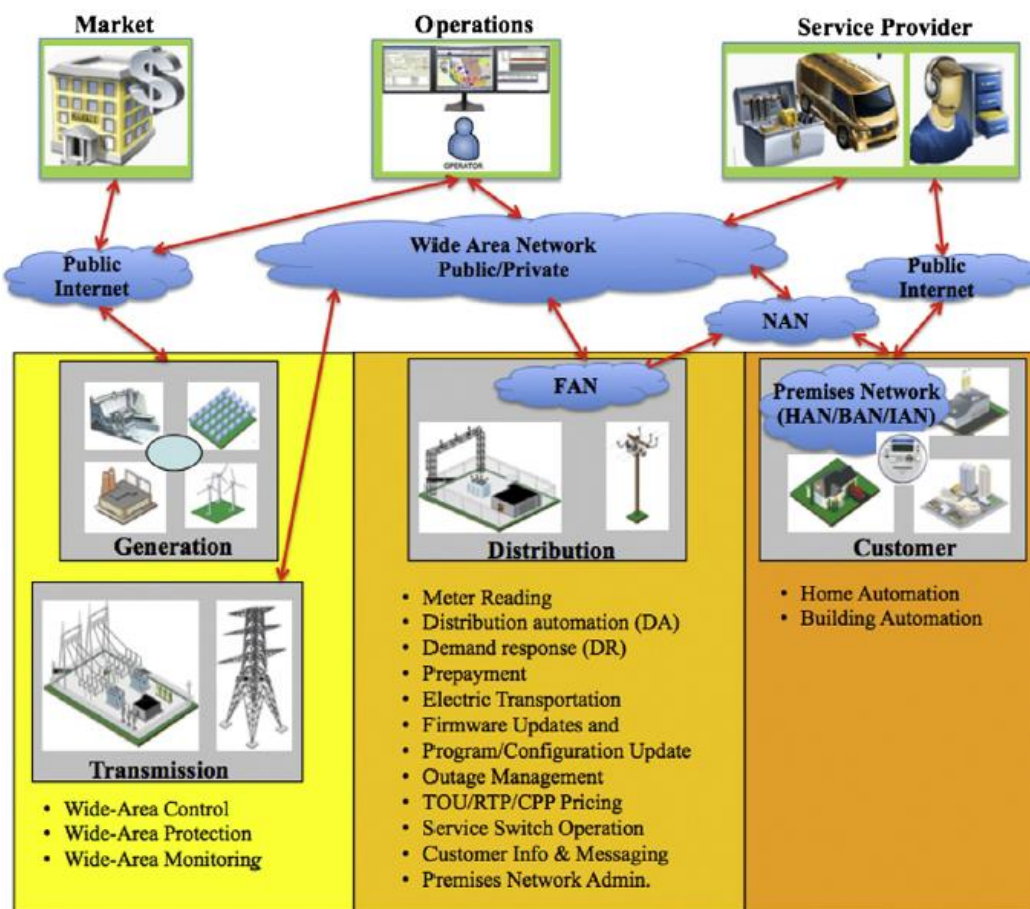 Market
Operations
Service Provider
OPERATOR
Wide Area Network
Public/Private
Public
Internet
Public
Internet
NAN
FAN
Premises Network
(HAN/BAN/IAN)
Generation
Distribution
Customer
Transmission
• Wide-Area Control
• Wide-Area Protection
• Wide-Area Monitoring
• Meter Reading
• Distribution automation (DA)
• Demand response (DR)
• Prepayment
• Electric Transportation
• Firmware Updates and
• Program/Configuration Update
• Outage Management
• TOU/RTP/CPP Pricing
• Service Switch Operation
• Customer Info & Messaging
• Premises Network Admin.
• Home Automation
• Building Automation